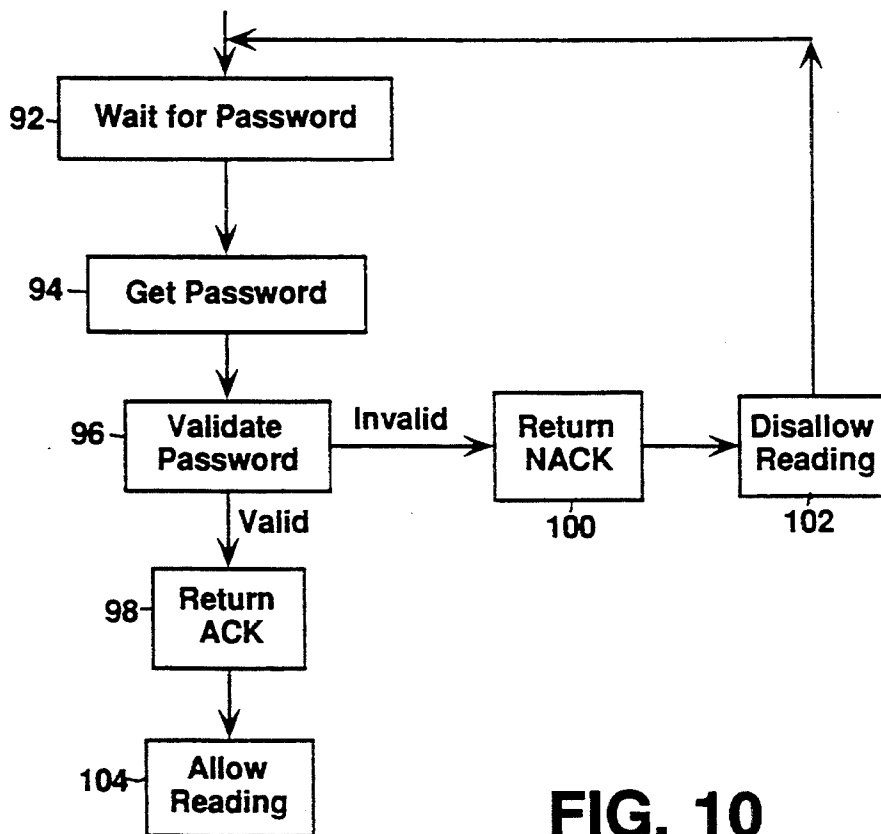 92
Wait for Password
94
Get Password
96
Validate
Password
Invalid
Return
NACK
100
Disallow
Reading
102
Valid
98
Return
ACK
104
Allow
Reading
FIG. 10